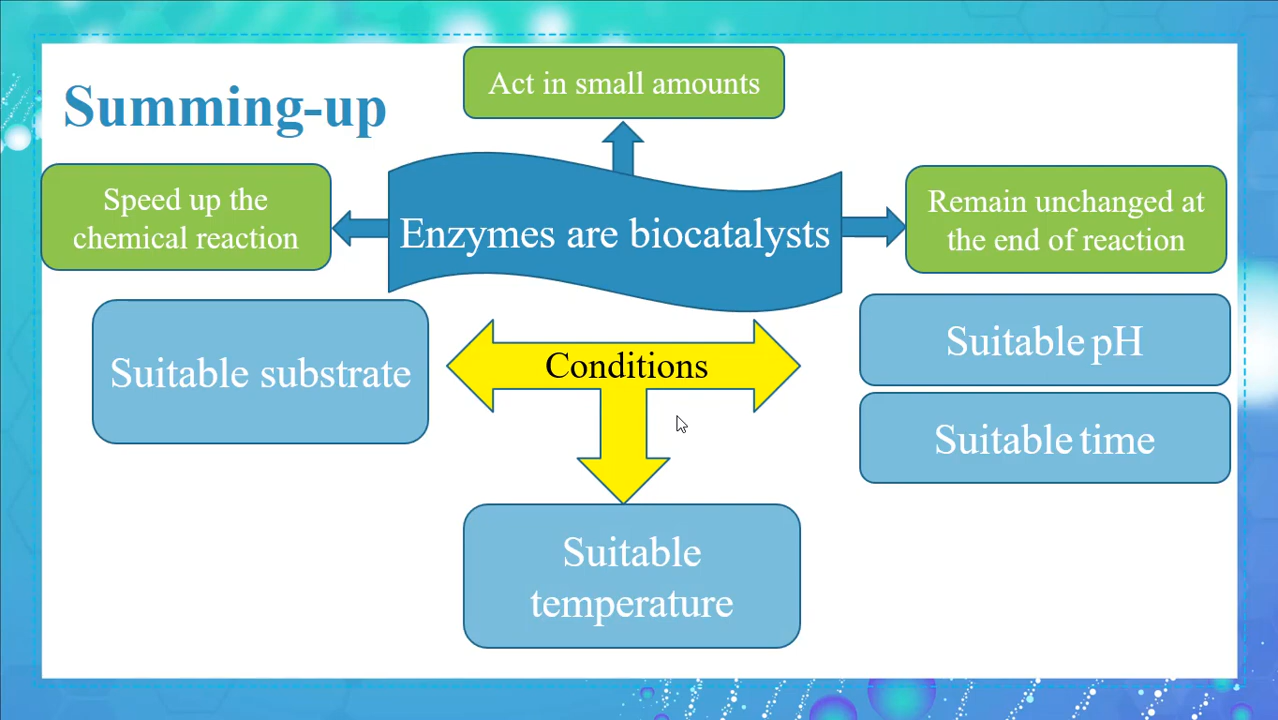 Act in small amounts
Summing-up
Speed up the
chemical reaction
Enzymes are biocatalysts
Remain unchanged at
the end of reaction
Suitable substrate
Conditions
Suitable pH
Suitable time
Suitable
temperature